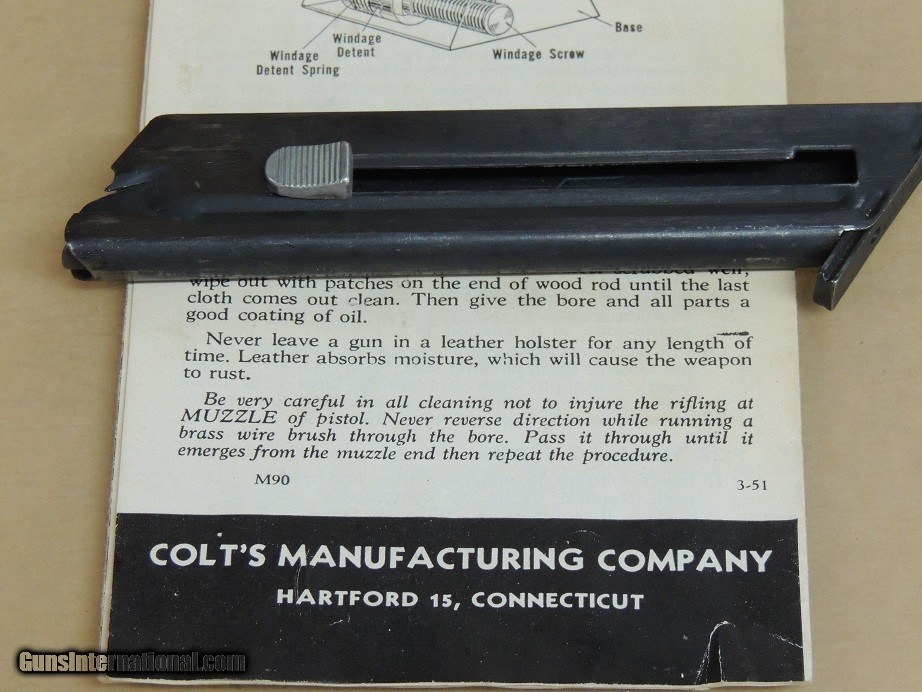 Windage
Detent
Windage
Detent Spring
Windage Screw
Base
wipe out with patches on the end of wood rod until the last
cloth comes out clean. Then give the bore and all parts a
good coating of oil.
Never leave a gun in a leather holster for any length of
time. Leather absorbs moisture, which will cause the weapon
to rust.
Be very careful in all cleaning not to injure the rifling at
MUZZLE of pistol. Never reverse direction while running a
brass wire brush through the bore. Pass it through until it
emerges from the muzzle end then repeat the procedure.
M90
3-51
COLT'S MANUFACTURING COMPANY
HARTFORD 15, CONNECTICUT
GunsInternational.com